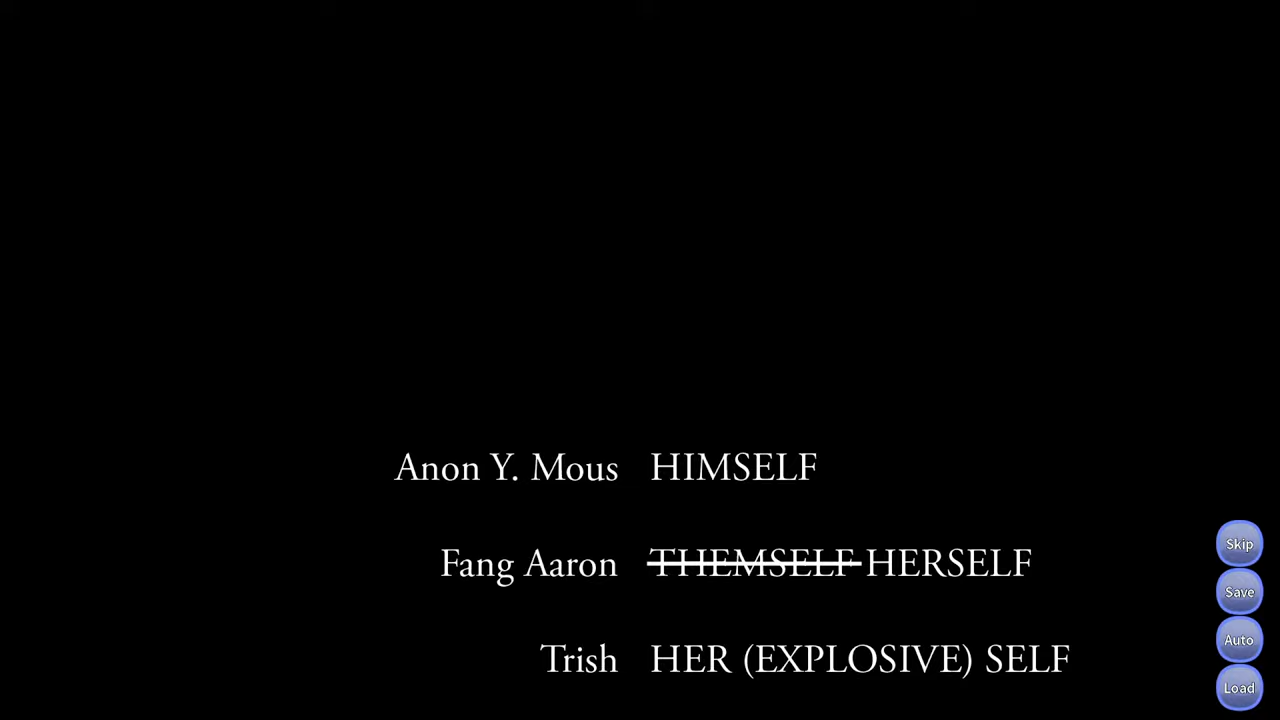 Anon Y. Mous HIMSELF
Fang Aaron THEMSELF HERSELF
Trish HER (EXPLOSIVE) SELF
Skip
Save
Auto
Load